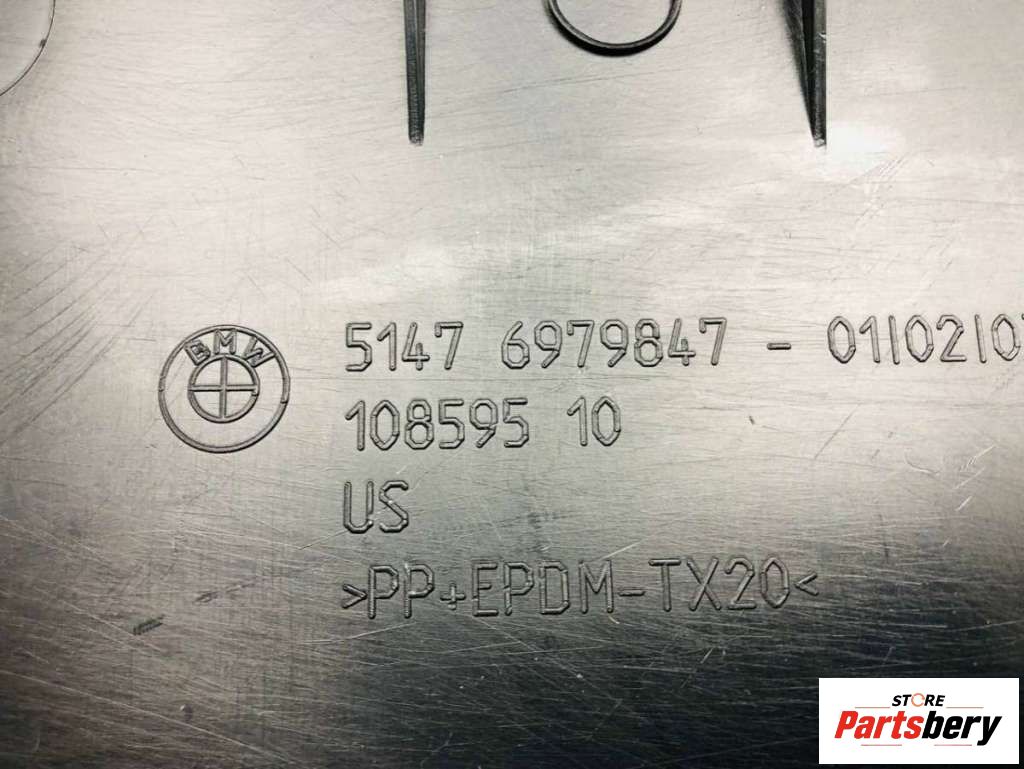 BMW
5147 6979847 - 01|02|0
108595 10
US
>PP+EPDM-TX20<
STORE
Partsbery